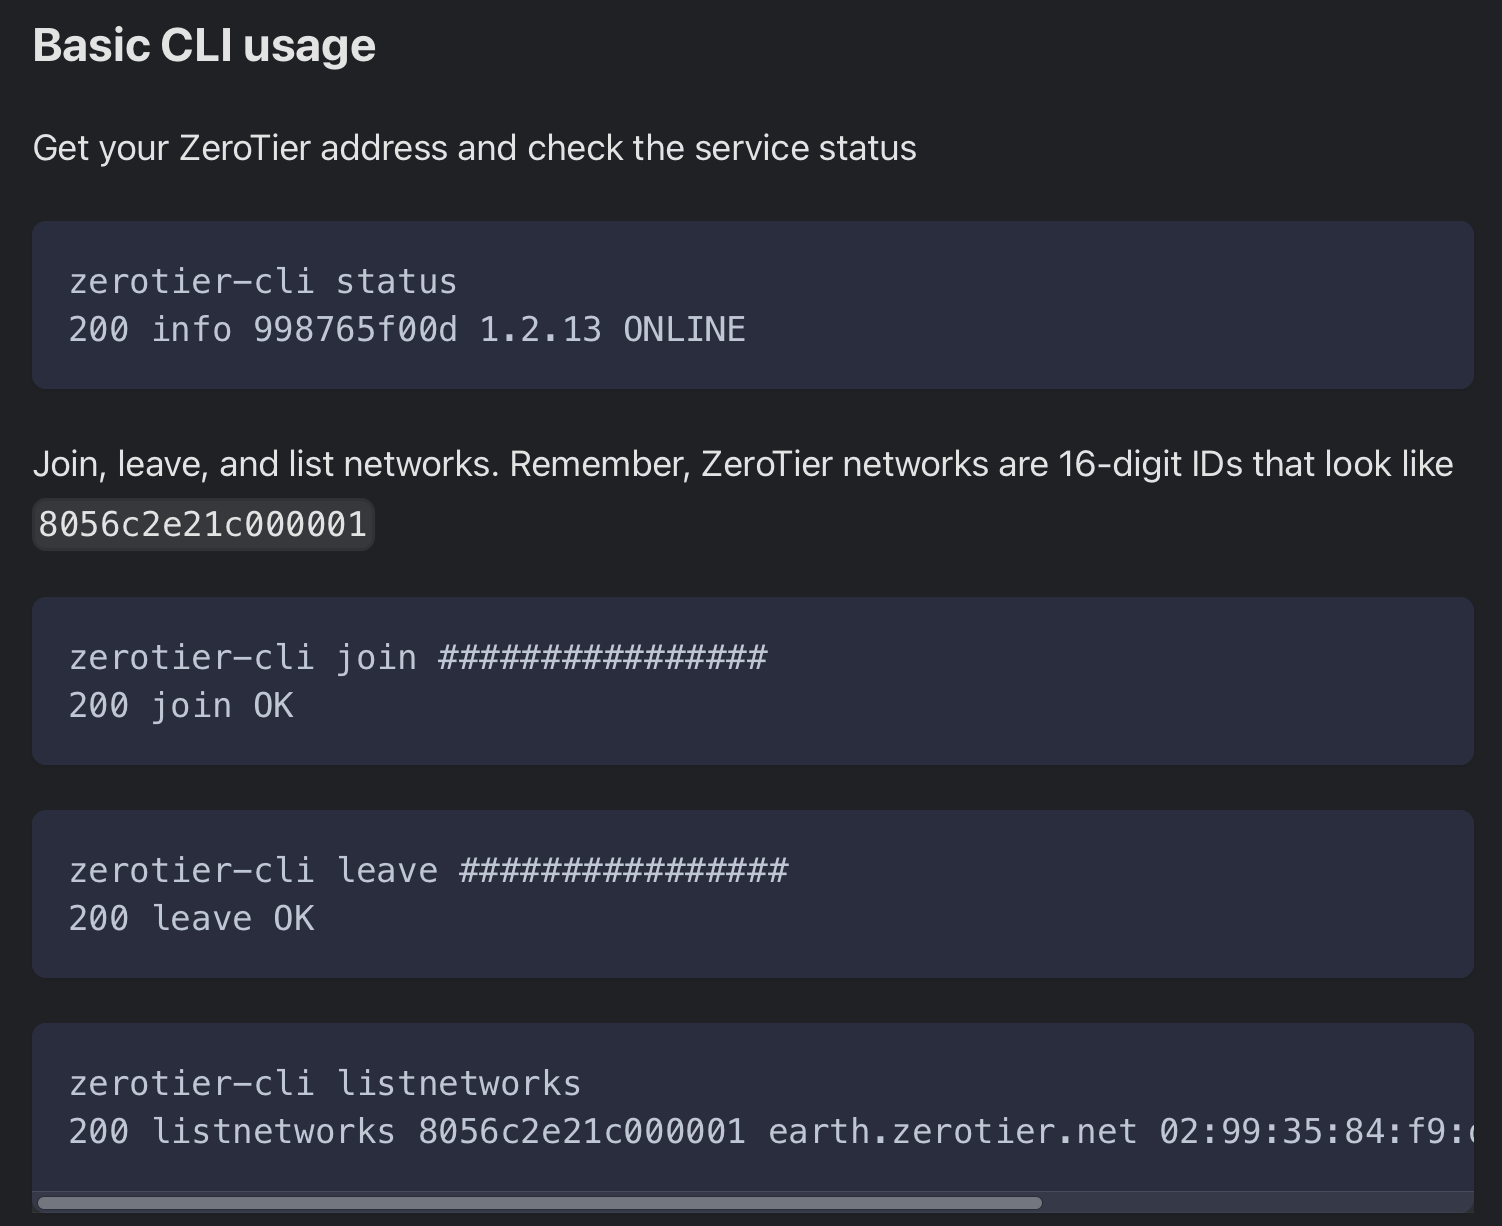 Basic CLI usage
Get your ZeroTier address and check the service status
zerotier-cli status
200 info 998765f00d 1.2.13 ONLINE
Join, leave, and list networks. Remember, ZeroTier networks are 16-digit IDs that look like
8056c2e21c000001
zerotier-cli join ################
200 join OK
zerotier-cli leave ################
200 leave OK
zerotier-cli listnetworks
200 listnetworks 8056c2e21c000001 earth.zerotier.net 02:99:35:84:f9: